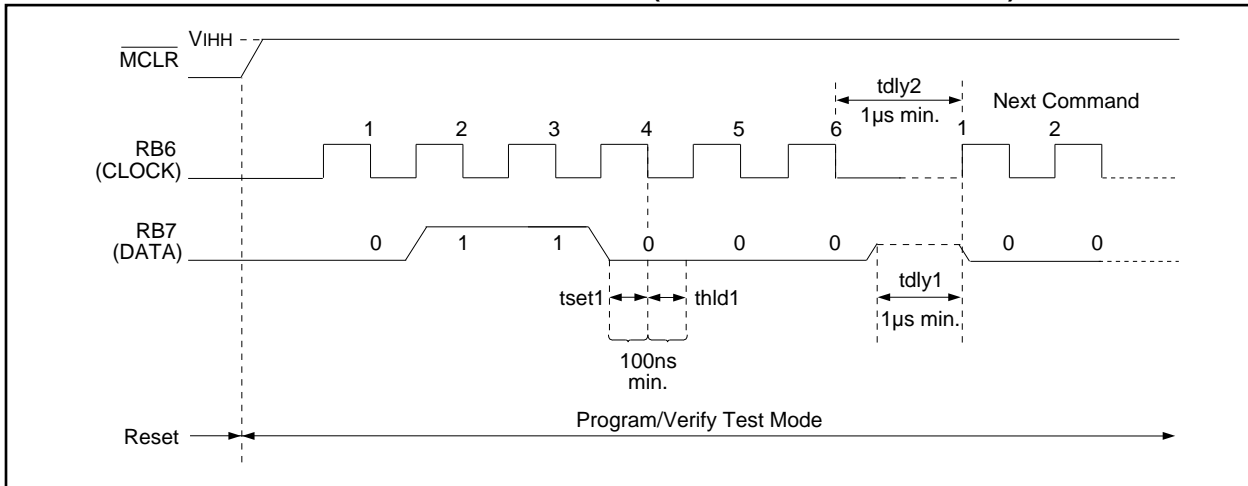 VIHH
MCLR
tdly2
1µs min.
Next Command
1 2 3 4 5 6 1 2
RB6
(CLOCK)
RB7
(DATA)
0 1 1 0 0 0 0 0
tdly1
1µs min.
tset1 thld1
100ns
min.
Program/Verify Test Mode
Reset